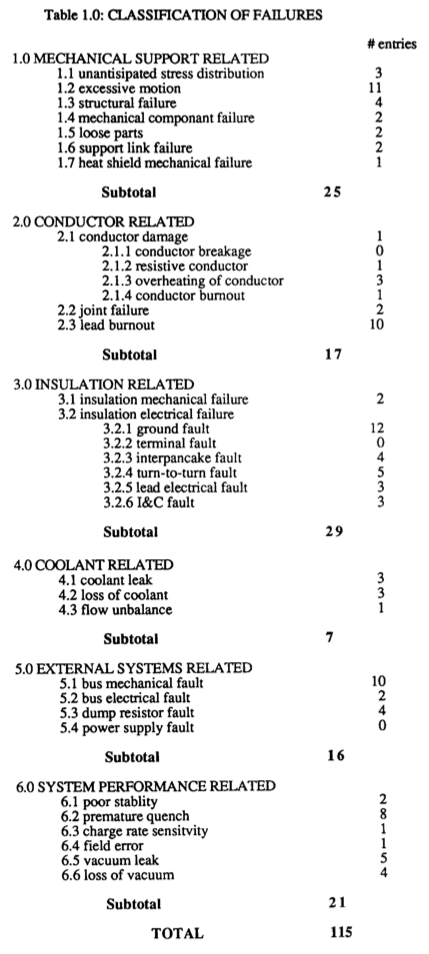 Table 1.0: CLASSIFICATION OF FAILURES
# entries
1.0 MECHANICAL SUPPORT RELATED
1.1 unantisipated stress distribution 3
1.2 excessive motion 11
1.3 structural failure 4
1.4 mechanical componant failure 2
1.5 loose parts 2
1.6 support link failure 2
1.7 heat shield mechanical failure 1
Subtotal 25
2.0 CONDUCTOR RELATED
2.1 conductor damage 1
2.1.1 conductor breakage 0
2.1.2 resistive conductor 1
2.1.3 overheating of conductor 3
2.1.4 conductor burnout 1
2.2 joint failure 2
2.3 lead burnout 10
Subtotal 17
3.0 INSULATION RELATED
3.1 insulation mechanical failure 2
3.2 insulation electrical failure
3.2.1 ground fault 12
3.2.2 terminal fault 0
3.2.3 interpancake fault 4
3.2.4 turn-to-turn fault 5
3.2.5 lead electrical fault 3
3.2.6 I&C fault 3
Subtotal 29
4.0 COOLANT RELATED
4.1 coolant leak 3
4.2 loss of coolant 3
4.3 flow unbalance 1
Subtotal 7
5.0 EXTERNAL SYSTEMS RELATED
5.1 bus mechanical fault 10
5.2 bus electrical fault 2
5.3 dump resistor fault 4
5.4 power supply fault 0
Subtotal 16
6.0 SYSTEM PERFORMANCE RELATED
6.1 poor stablity 2
6.2 premature quench 8
6.3 charge rate sensitvity 1
6.4 field error 1
6.5 vacuum leak 5
6.6 loss of vacuum 4
Subtotal 21
TOTAL 115